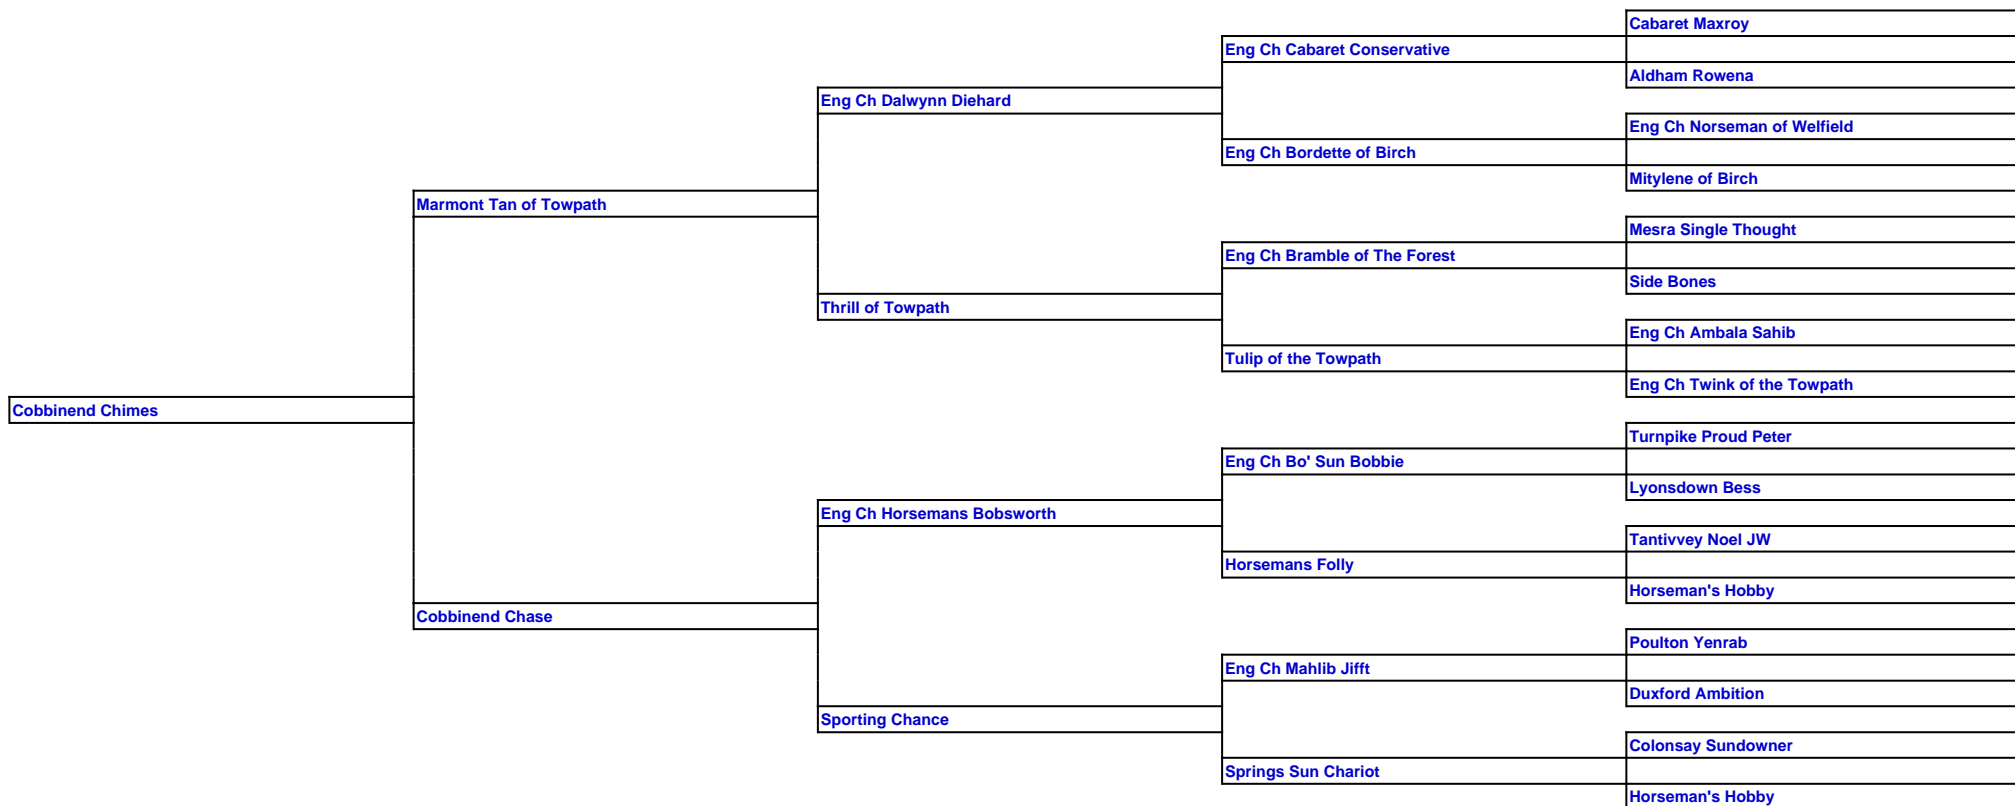 Cabaret Maxroy
Eng Ch Cabaret Conservative
Aldham Rowena
Eng Ch Dalwynn Diehard
Eng Ch Norseman of Welfield
Eng Ch Bordette of Birch
Mitylene of Birch
Marmont Tan of Towpath
Mesra Single Thought
Eng Ch Bramble of The Forest
Side Bones
Thrill of Towpath
Eng Ch Ambala Sahib
Tulip of the Towpath
Eng Ch Twink of the Towpath
Cobbinend Chimes
Turnpike Proud Peter
Eng Ch Bo' Sun Bobbie
Lyonsdown Bess
Eng Ch Horsemans Bobsworth
Tantivvey Noel JW
Horsemans Folly
Horseman's Hobby
Cobbinend Chase
Poulton Yenrab
Eng Ch Mahlib Jifft
Duxford Ambition
Sporting Chance
Colonsay Sundowner
Springs Sun Chariot
Horseman's Hobby